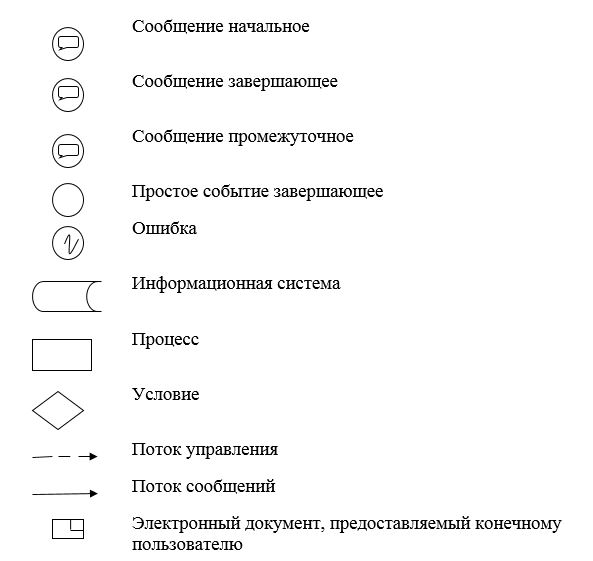 Сообщение начальное
Сообщение завершающее
Сообщение промежуточное
Простое событие завершающее
Ошибка
Информационная система
Процесс
Условие
Поток управления
Поток сообщений
Электронный документ, предоставляемый конечному
пользователю